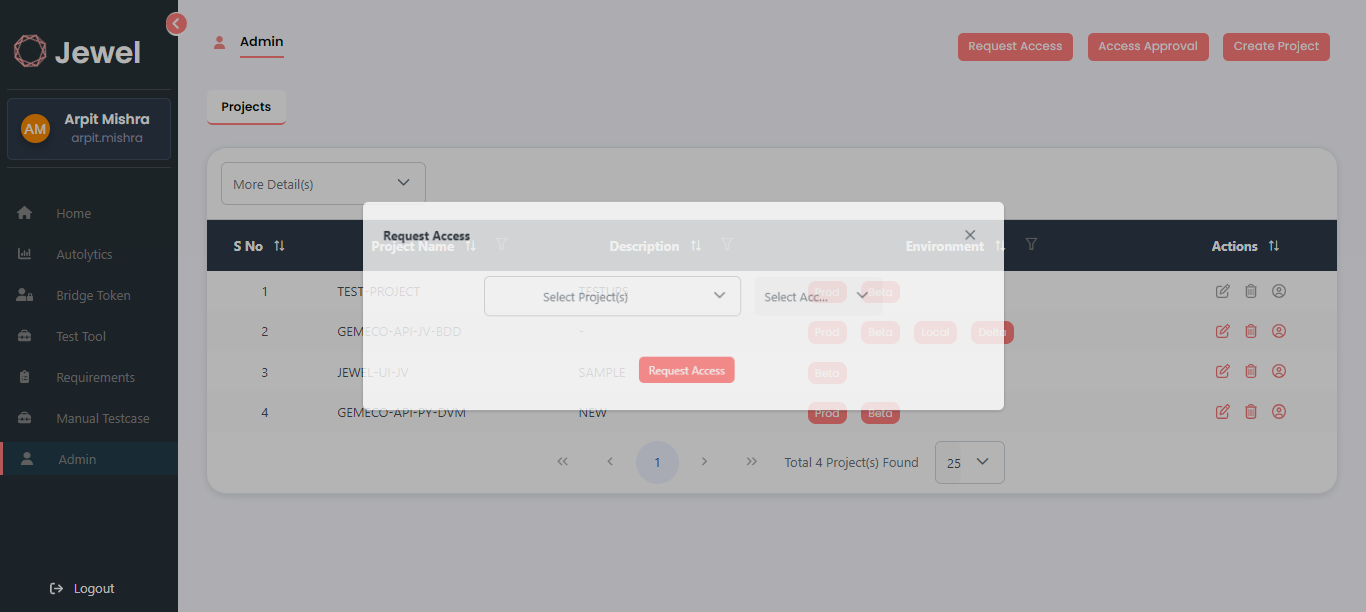 Jewel
AM
Arpit Mishra
arpit.mishra
Home
Autolytics
Bridge Token
Test Tool
Requirements
Manual Testcase
Admin
Logout
Admin
Request Access
Access Approval
Create Project
Projects
More Detail(s)
S No
Project Name
Description
Environment
Actions
1
TEST-PROJECT
TESTUPS
Prod
Beta
2
GEMECO-API-JV-BDD
-
Prod
Beta
Local
Delta
3
JEWEL-UI-JV
SAMPLE
Beta
4
GEMECO-API-PY-DVM
NEW
Prod
Beta
1
Total 4 Project(s) Found
25
Request Access
Select Project(s)
Select Acc...
Request Access